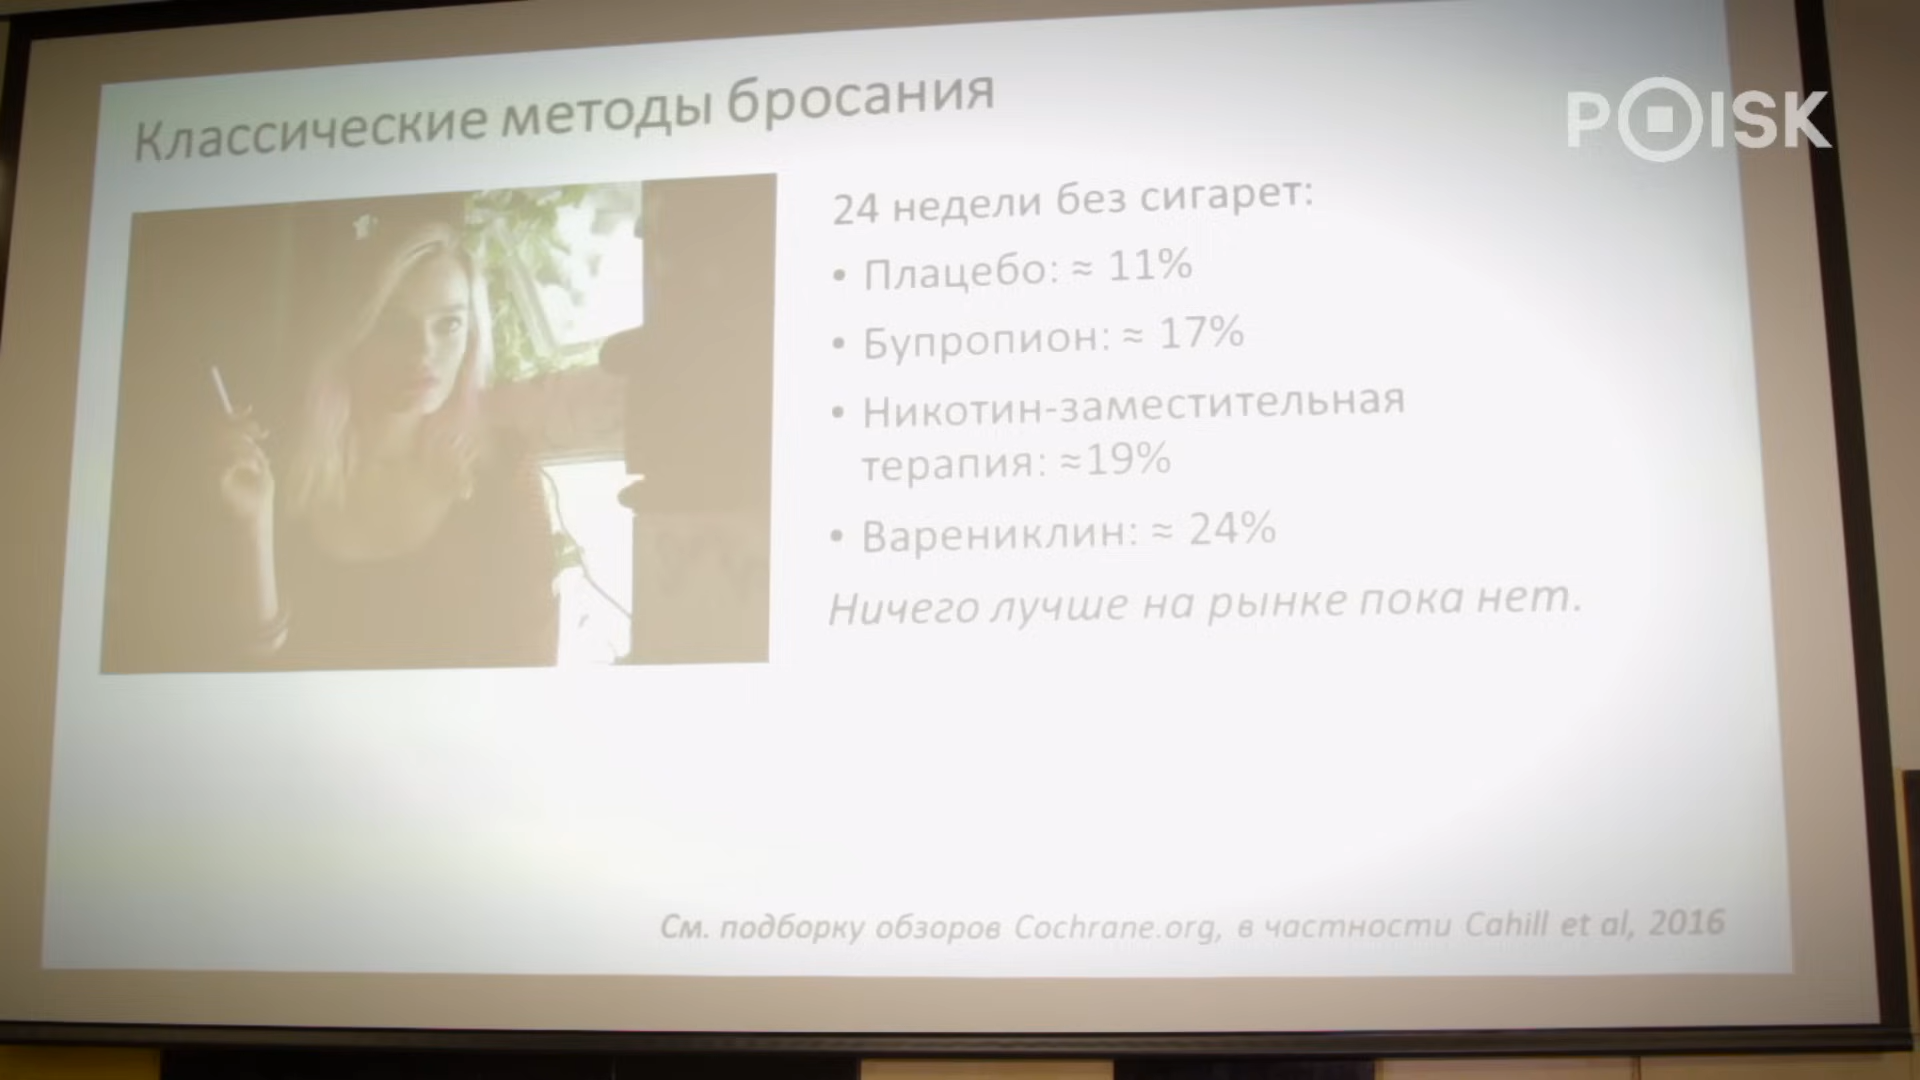 Классические методы бросания
POISK
24 недели без сигарет:
• Плацебо: ≈ 11%
• Бупропион: ≈ 17%
• Никотин-заместительная
терапия: ≈19%
• Варениклин: ≈ 24%
Ничего лучше на рынке пока нет.
См. подборку обзоров Cochrane.org, в частности Cahill et al, 2016